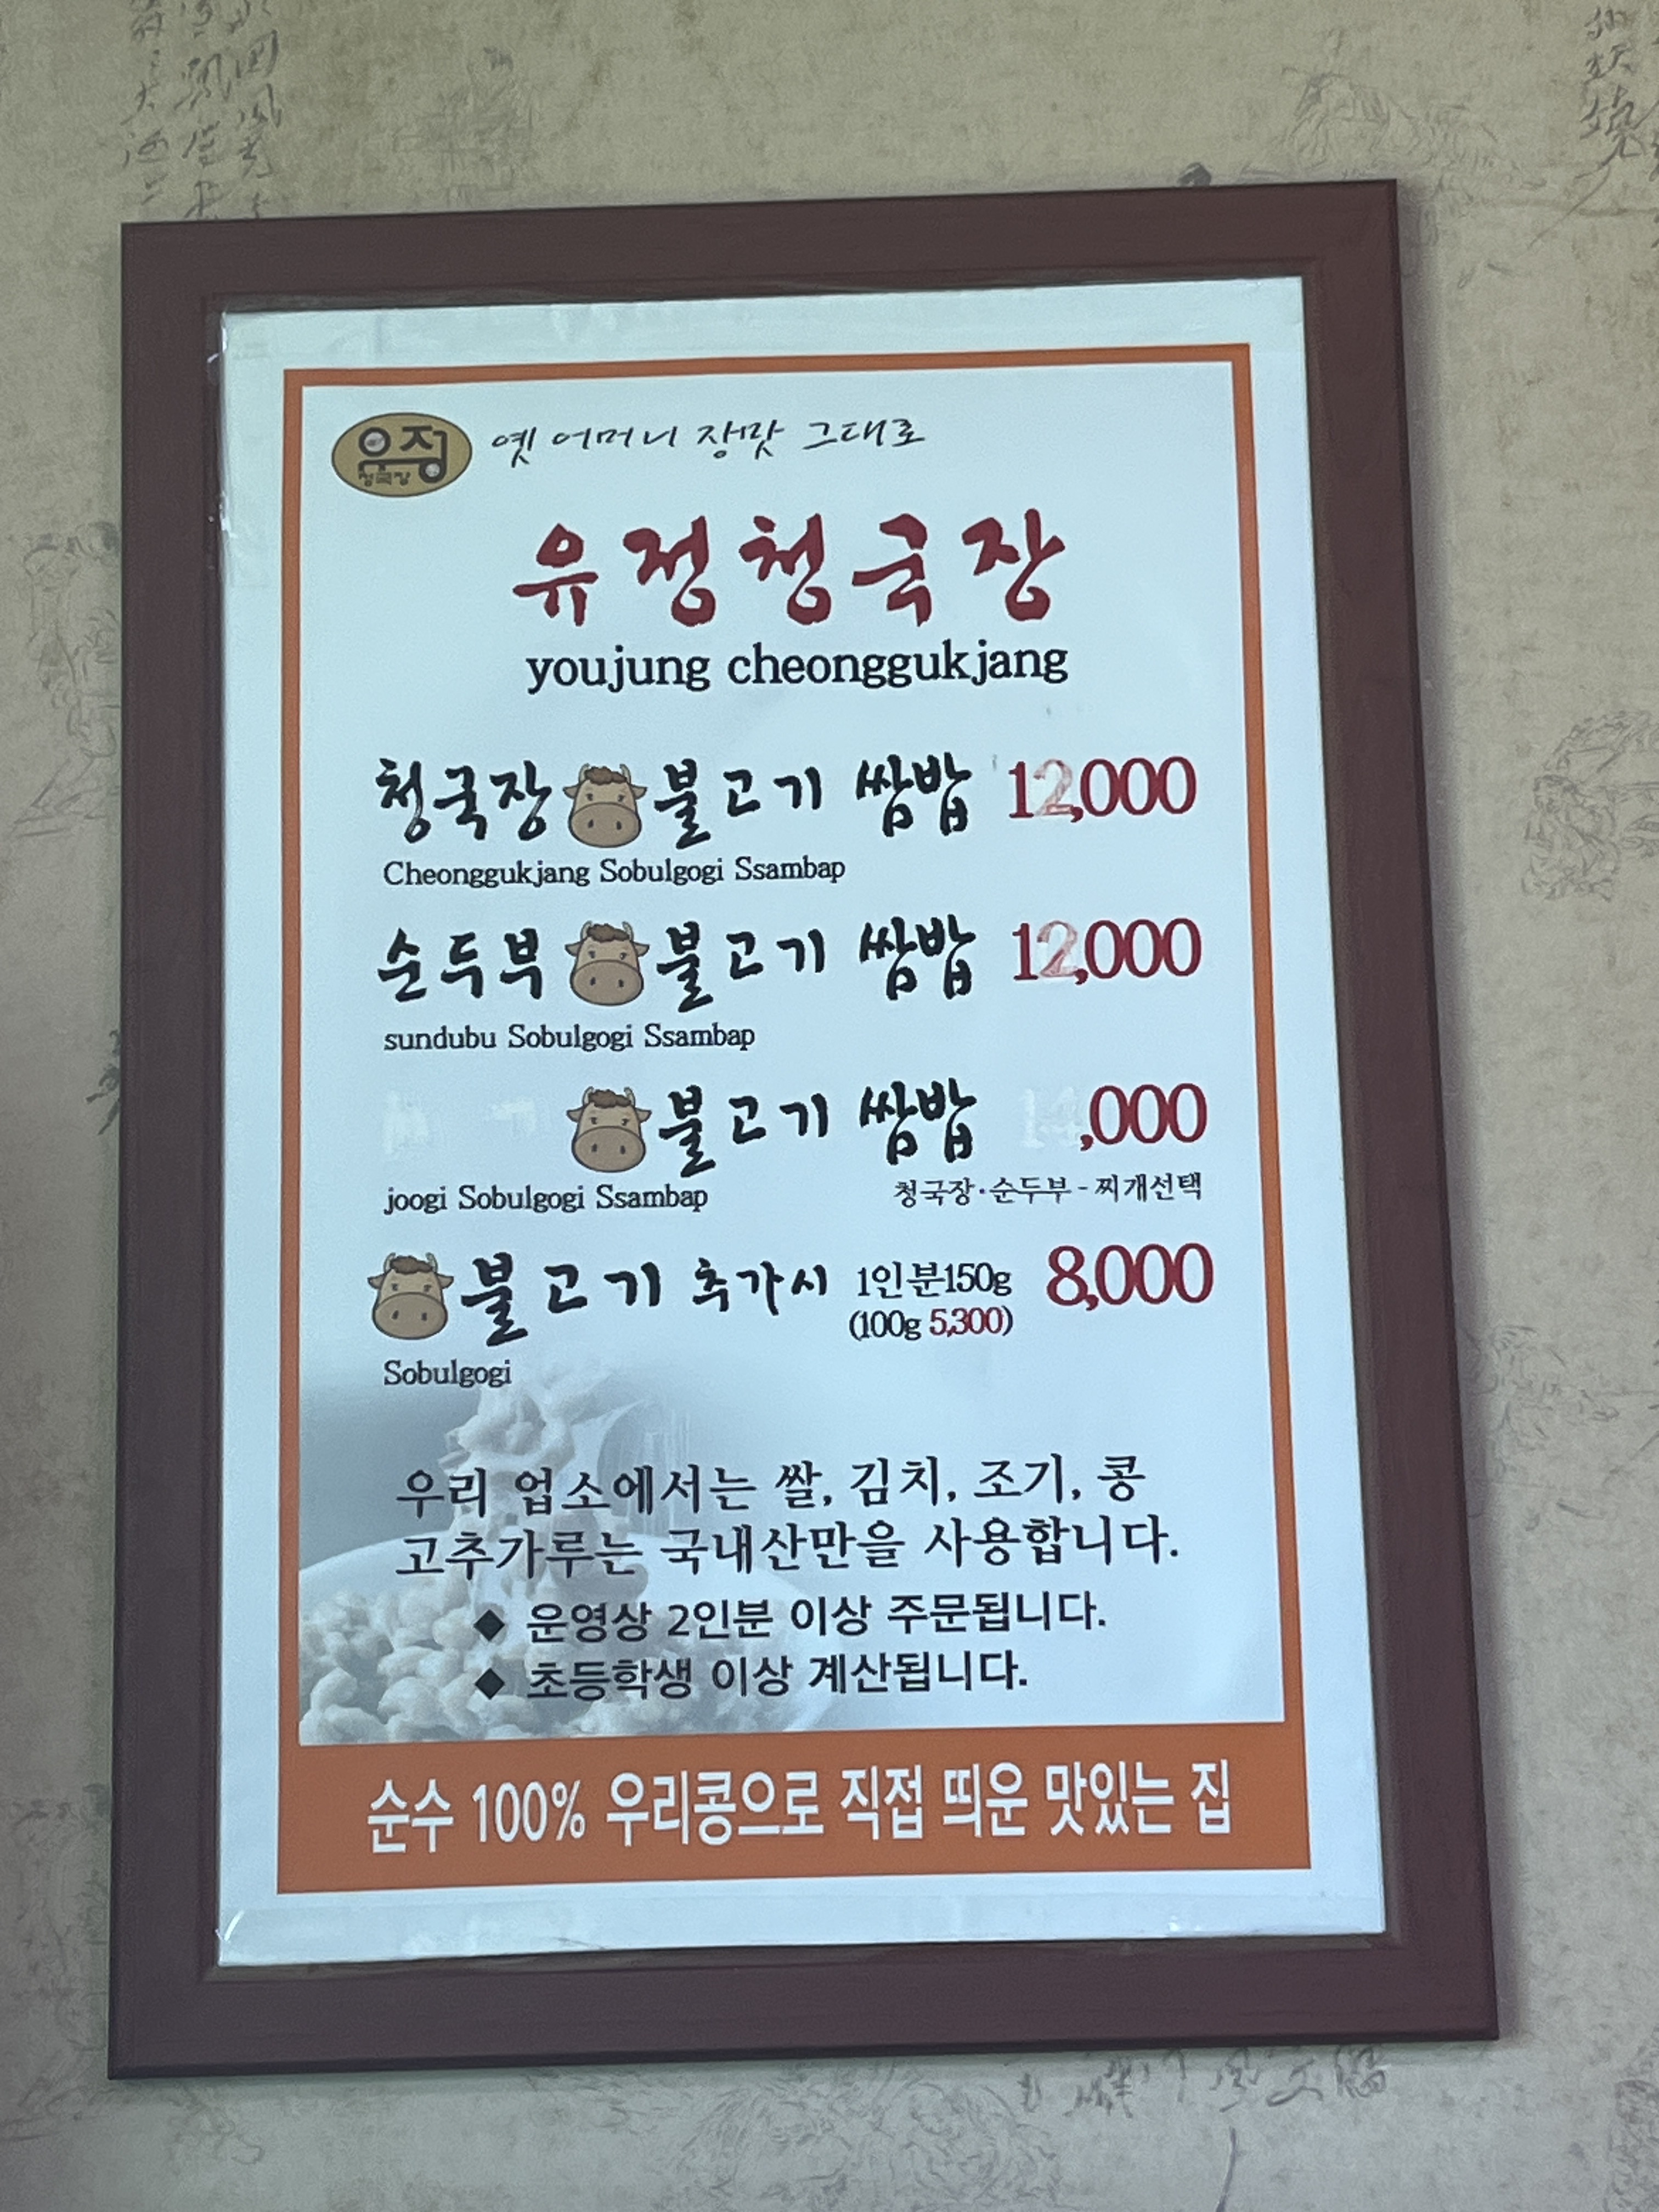 유정
청국장
옛 어머니 장맛 그대로
유정청국장
youjung cheonggukjang
청국장 불고기 쌈밥 12,000
Cheonggukjang Sobulgogi Ssambap
순두부 불고기 쌈밥 12,000
sundubu Sobulgogi Ssambap
불고기 쌈밥 ,000
joogi Sobulgogi Ssambap 청국장·순두부-찌개선택
불고기 추가시 1인분150g 8,000
(100g 5,300)
Sobulgogi
우리 업소에서는 쌀, 김치, 조기, 콩
고추가루는 국내산만을 사용합니다.
◆ 운영상 2인분 이상 주문됩니다.
◆ 초등학생 이상 계산됩니다.
순수 100% 우리콩으로 직접 띄운 맛있는 집